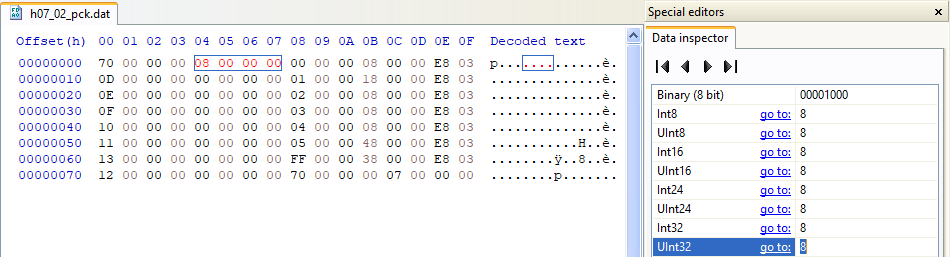 h07_02_pck.dat
Special editors
Data inspector
Offset(h) 00 01 02 03 04 05 06 07 08 09 0A 0B 0C 0D 0E 0F Decoded text
00000000 70 00 00 00 08 00 00 00 00 00 00 08 00 00 E8 03 p.............è.
00000010 0D 00 00 00 00 00 00 00 01 00 00 18 00 00 E8 03 ..............è.
00000020 0E 00 00 00 00 00 00 00 02 00 00 08 00 00 E8 03 ..............è.
00000030 0F 00 00 00 00 00 00 00 03 00 00 08 00 00 E8 03 ..............è.
00000040 10 00 00 00 00 00 00 00 04 00 00 08 00 00 E8 03 ..............è.
00000050 11 00 00 00 00 00 00 00 05 00 00 48 00 00 E8 03 ...........H..è.
00000060 13 00 00 00 00 00 00 00 FF 00 00 38 00 00 E8 03 ........ÿ..8..è.
00000070 12 00 00 00 00 00 00 00 70 00 00 00 07 00 00 00 ........p.......
Binary (8 bit) 00001000
Int8 go to: 8
UInt8 go to: 8
Int16 go to: 8
UInt16 go to: 8
Int24 go to: 8
UInt24 go to: 8
Int32 go to: 8
UInt32 go to: 8